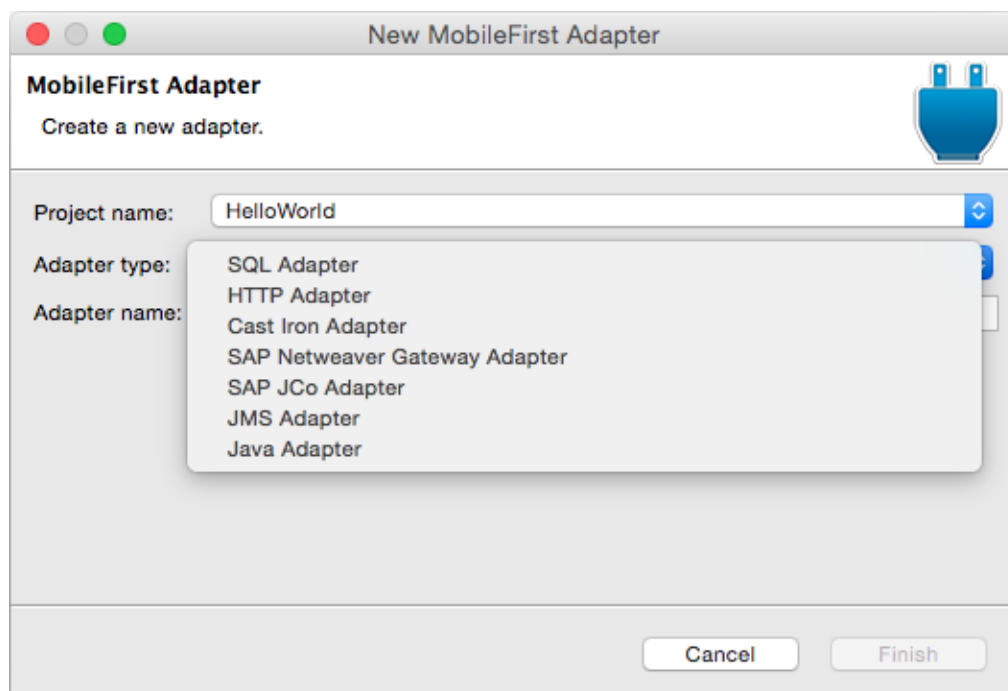 New MobileFirst Adapter
MobileFirst Adapter
Create a new adapter.
Project name: HelloWorld
Adapter type:
SQL Adapter
HTTP Adapter
Adapter name:
Cast Iron Adapter
SAP Netweaver Gateway Adapter
SAP JCo Adapter
JMS Adapter
Java Adapter
Cancel Finish